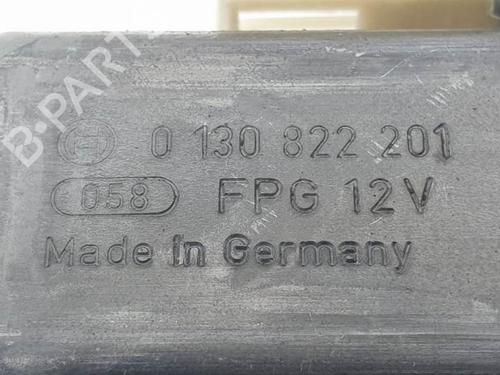 B-PARTS
0 130 822 201
058 FPG 12V
Made In Germany